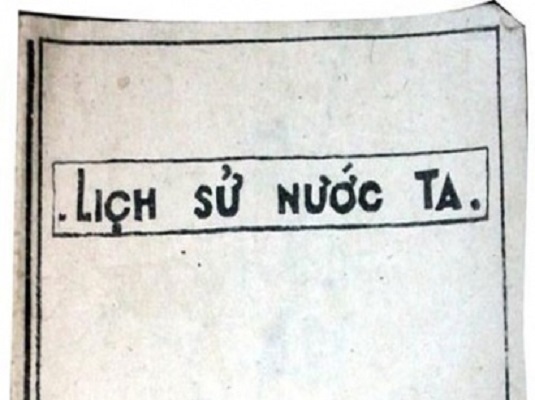 .LỊCH SỬ NƯỚC TA.